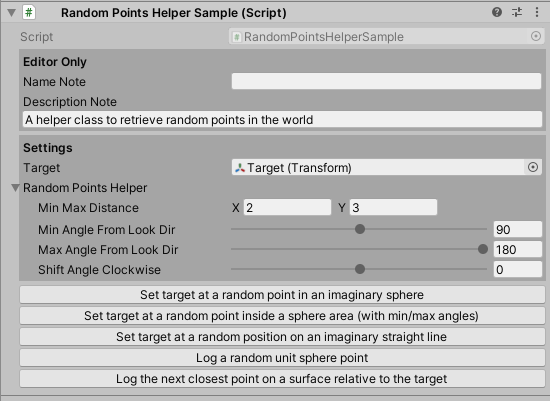 Random Points Helper Sample (Script)
Script RandomPointsHelperSample
Editor Only
Name Note
Description Note
A helper class to retrieve random points in the world
Settings
Target Target (Transform)
Random Points Helper
Min Max Distance X 2 Y 3
Min Angle From Look Dir 90
Max Angle From Look Dir 180
Shift Angle Clockwise 0
Set target at a random point in an imaginary sphere
Set target at a random point inside a sphere area (with min/max angles)
Set target at a random position on an imaginary straight line
Log a random unit sphere point
Log the next closest point on a surface relative to the target